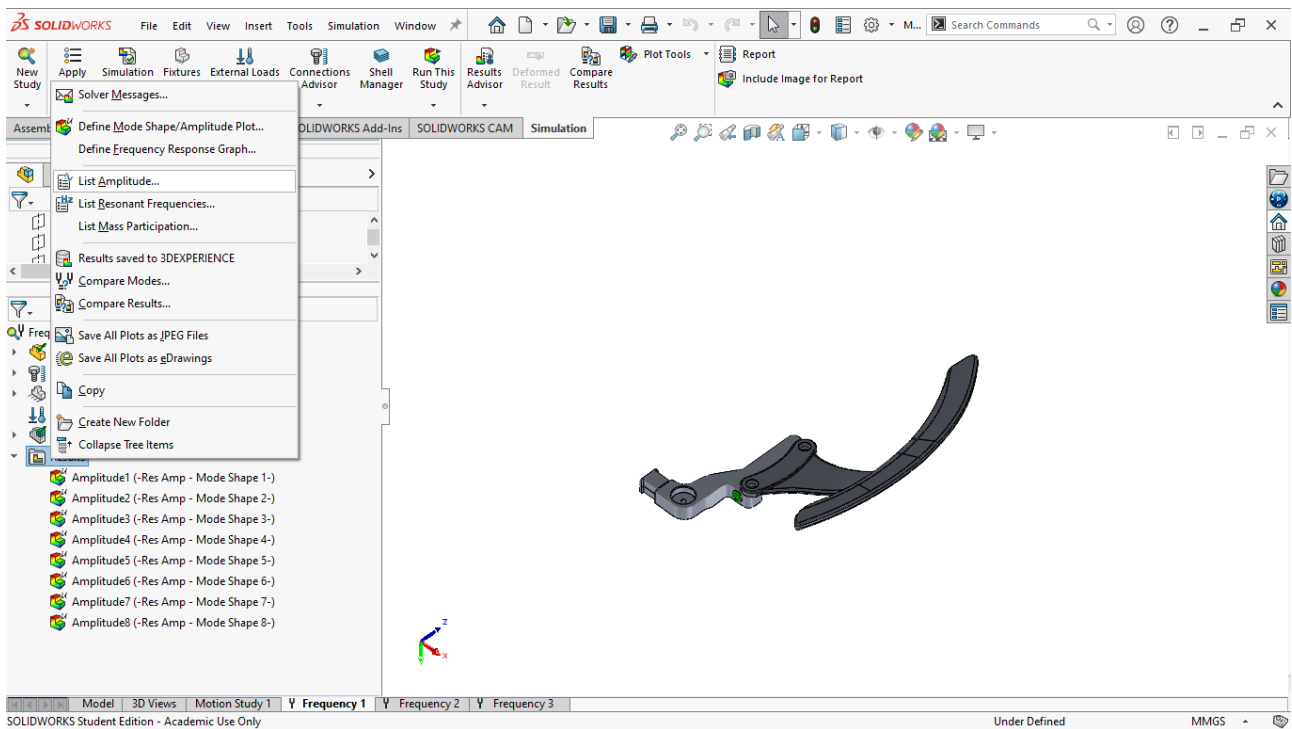 SOLIDWORKS File Edit View Insert Tools Simulation Window M... Search Commands
New Study
Apply
Simulation
Fixtures
External Loads
Connections Advisor
Shell Manager
Run This Study
Results Advisor
Deformed Result
Compare Results
Plot Tools
Report
Include Image for Report
Assemb
OLIDWORKS Add-Ins SOLIDWORKS CAM Simulation
Solver Messages...
Define Mode Shape/Amplitude Plot...
Define Frequency Response Graph...
List Amplitude...
List Resonant Frequencies...
List Mass Participation...
Results saved to 3DEXPERIENCE
Compare Modes...
Compare Results...
Save All Plots as JPEG Files
Save All Plots as eDrawings
Copy
Create New Folder
Collapse Tree Items
Freq
Results
Amplitude1 (-Res Amp - Mode Shape 1-)
Amplitude2 (-Res Amp - Mode Shape 2-)
Amplitude3 (-Res Amp - Mode Shape 3-)
Amplitude4 (-Res Amp - Mode Shape 4-)
Amplitude5 (-Res Amp - Mode Shape 5-)
Amplitude6 (-Res Amp - Mode Shape 6-)
Amplitude7 (-Res Amp - Mode Shape 7-)
Amplitude8 (-Res Amp - Mode Shape 8-)
z
x
y
Model 3D Views Motion Study 1 Frequency 1 Frequency 2 Frequency 3
SOLIDWORKS Student Edition - Academic Use Only Under Defined MMGS